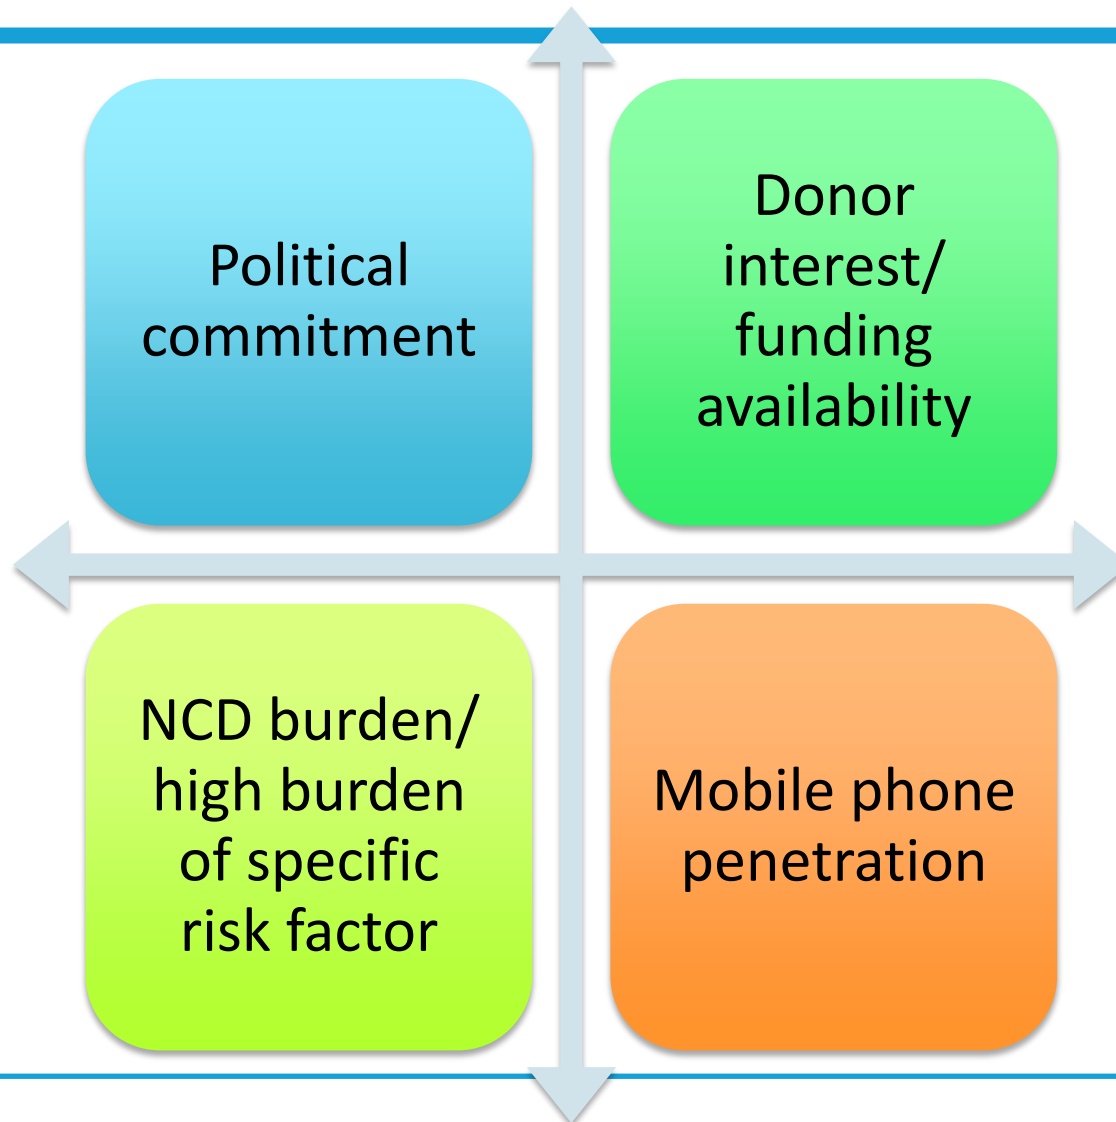 Political
commitment
Donor
interest/
funding
availability
NCD burden/
high burden
of specific
risk factor
Mobile phone
penetration